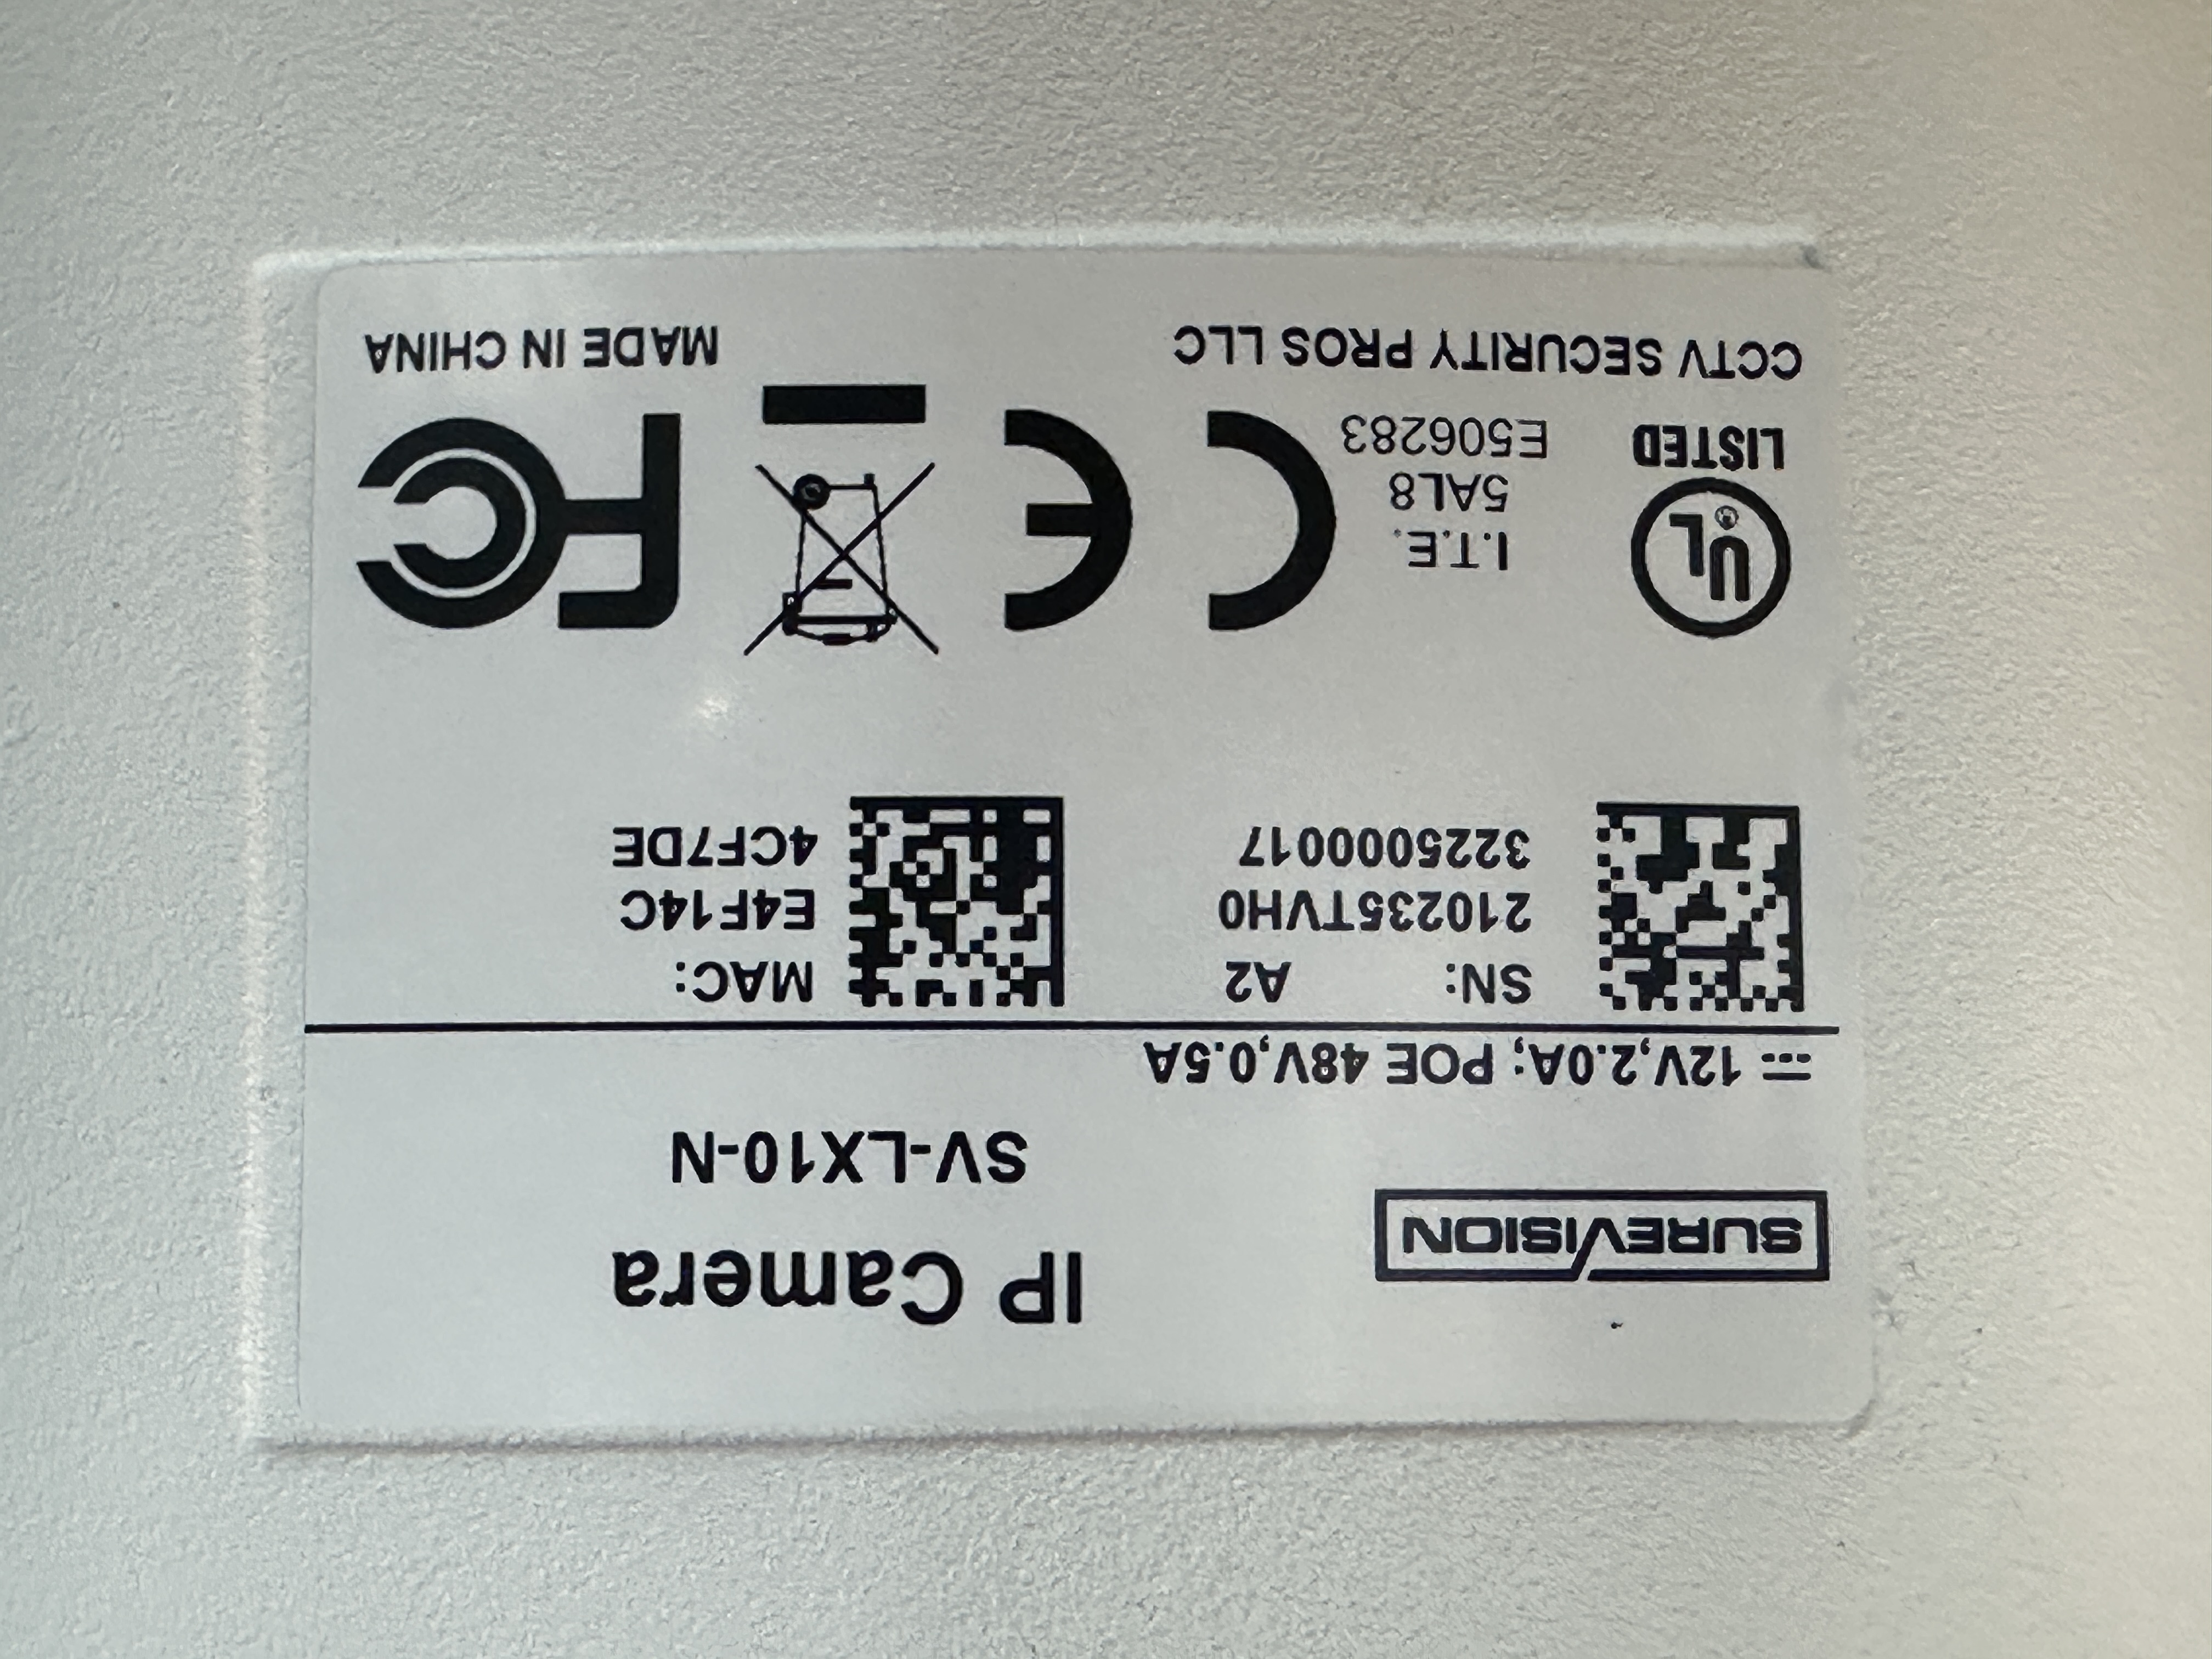 SUREVISION
IP Camera
SV-LX10-N
⎓ 12V,2.0A; POE 48V,0.5A
SN: A2
210235TVH0
3225000017
MAC:
E4F14C
4CF7DE
UL
LISTED
I.T.E.
5AL8
E506283
CE
FC
CCTV SECURITY PROS LLC
MADE IN CHINA